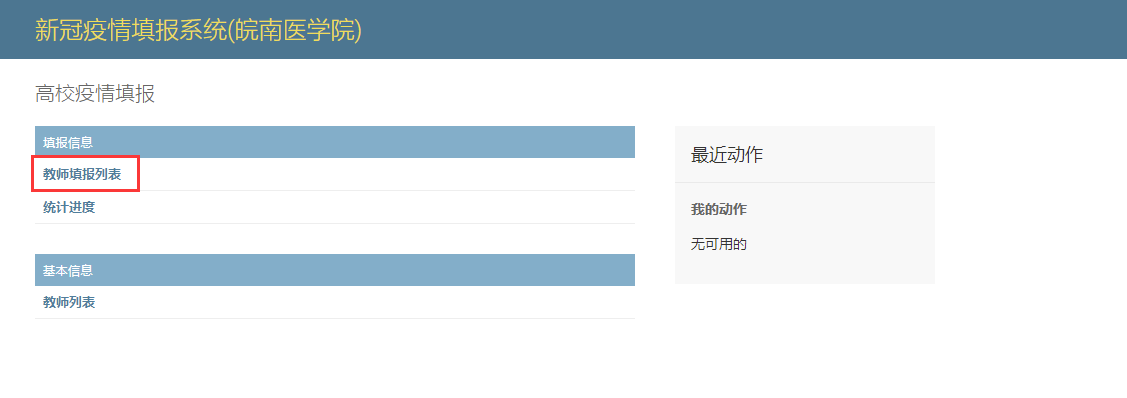 新冠疫情填报系统(皖南医学院)
高校疫情填报
填报信息
教师填报列表
统计进度
基本信息
教师列表
最近动作
我的动作
无可用的